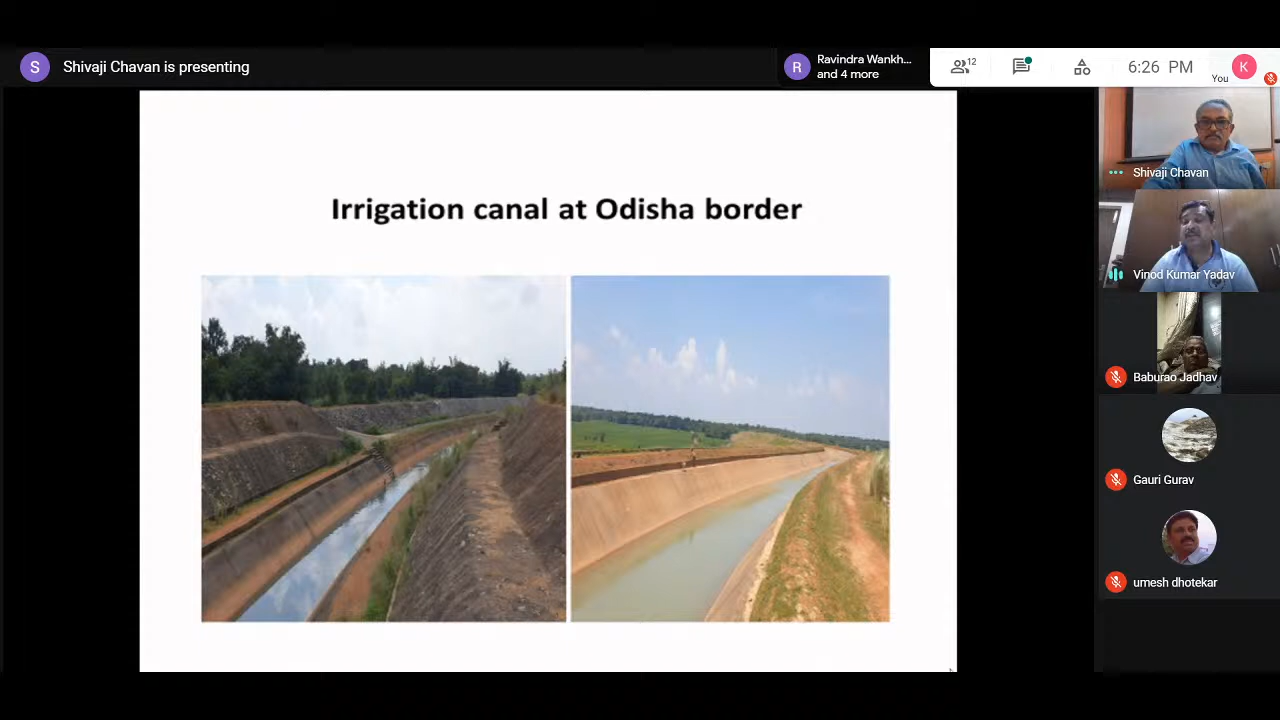 S
Shivaji Chavan is presenting
R
Ravindra Wankh...
and 4 more
12
6:26 PM
You
K
Irrigation canal at Odisha border
Shivaji Chavan
Vinod Kumar Yadav
Baburao Jadhav
Gauri Gurav
umesh dhotekar